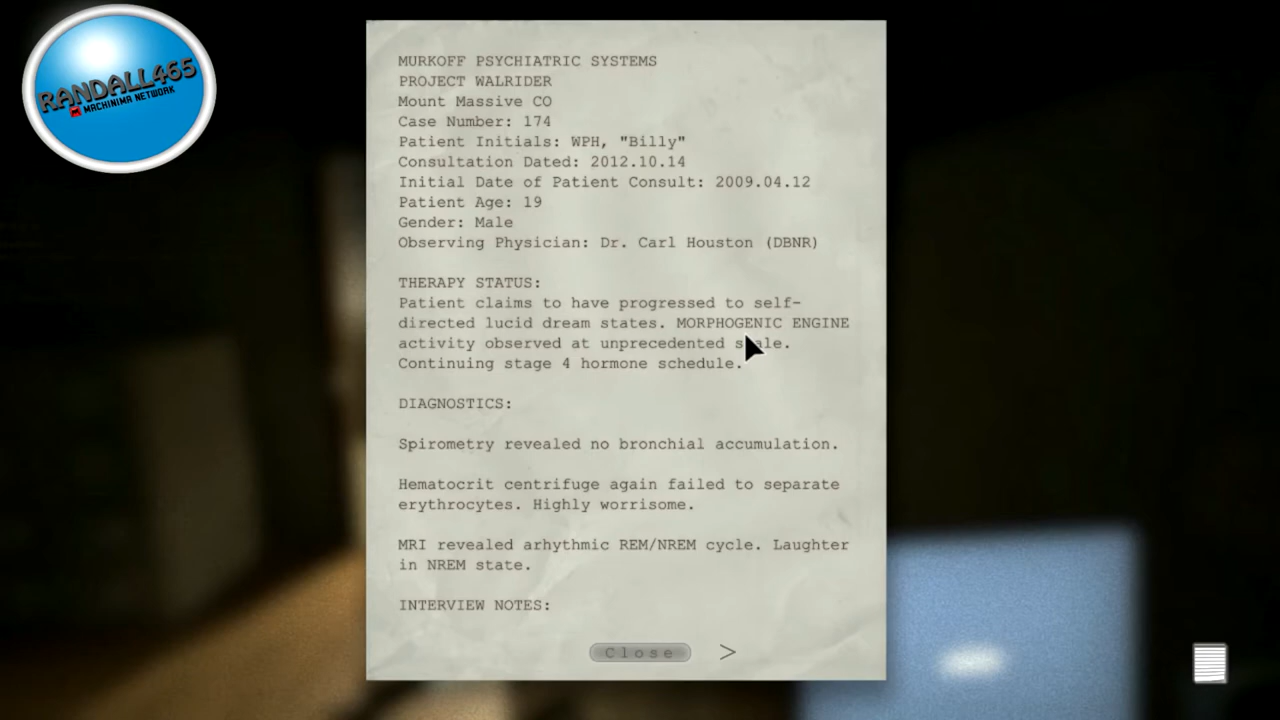 RANDALL465
MACHINIMA NETWORK
MURKOFF PSYCHIATRIC SYSTEMS
PROJECT WALRIDER
Mount Massive CO
Case Number: 174
Patient Initials: WPH, "Billy"
Consultation Dated: 2012.10.14
Initial Date of Patient Consult: 2009.04.12
Patient Age: 19
Gender: Male
Observing Physician: Dr. Carl Houston (DBNR)
THERAPY STATUS:
Patient claims to have progressed to self-
directed lucid dream states. MORPHOGENIC ENGINE
activity observed at unprecedented scale.
Continuing stage 4 hormone schedule.
DIAGNOSTICS:
Spirometry revealed no bronchial accumulation.
Hematocrit centrifuge again failed to separate
erythrocytes. Highly worrisome.
MRI revealed arhythmic REM/NREM cycle. Laughter
in NREM state.
INTERVIEW NOTES:
Close >